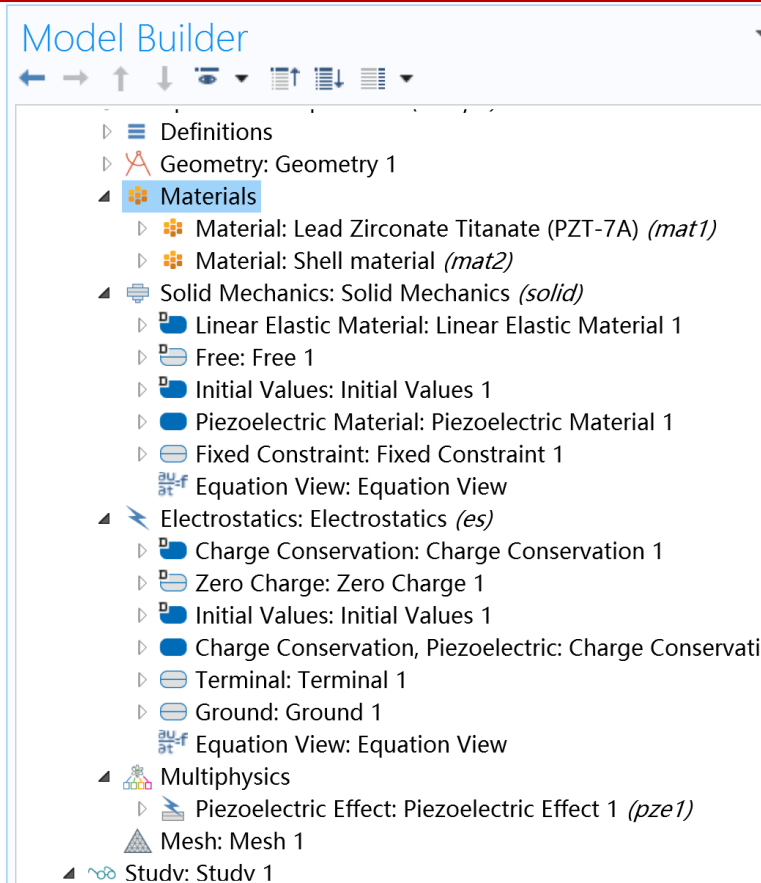 Model Builder
Definitions
Geometry: Geometry 1
Materials
Material: Lead Zirconate Titanate (PZT-7A) (mat1)
Material: Shell material (mat2)
Solid Mechanics: Solid Mechanics (solid)
D Linear Elastic Material: Linear Elastic Material 1
D Free: Free 1
D Initial Values: Initial Values 1
Piezoelectric Material: Piezoelectric Material 1
Fixed Constraint: Fixed Constraint 1
∂u/∂t=f Equation View: Equation View
Electrostatics: Electrostatics (es)
D Charge Conservation: Charge Conservation 1
D Zero Charge: Zero Charge 1
D Initial Values: Initial Values 1
Charge Conservation, Piezoelectric: Charge Conservati
Terminal: Terminal 1
Ground: Ground 1
∂u/∂t=f Equation View: Equation View
Multiphysics
Piezoelectric Effect: Piezoelectric Effect 1 (pze1)
Mesh: Mesh 1
Study: Study 1